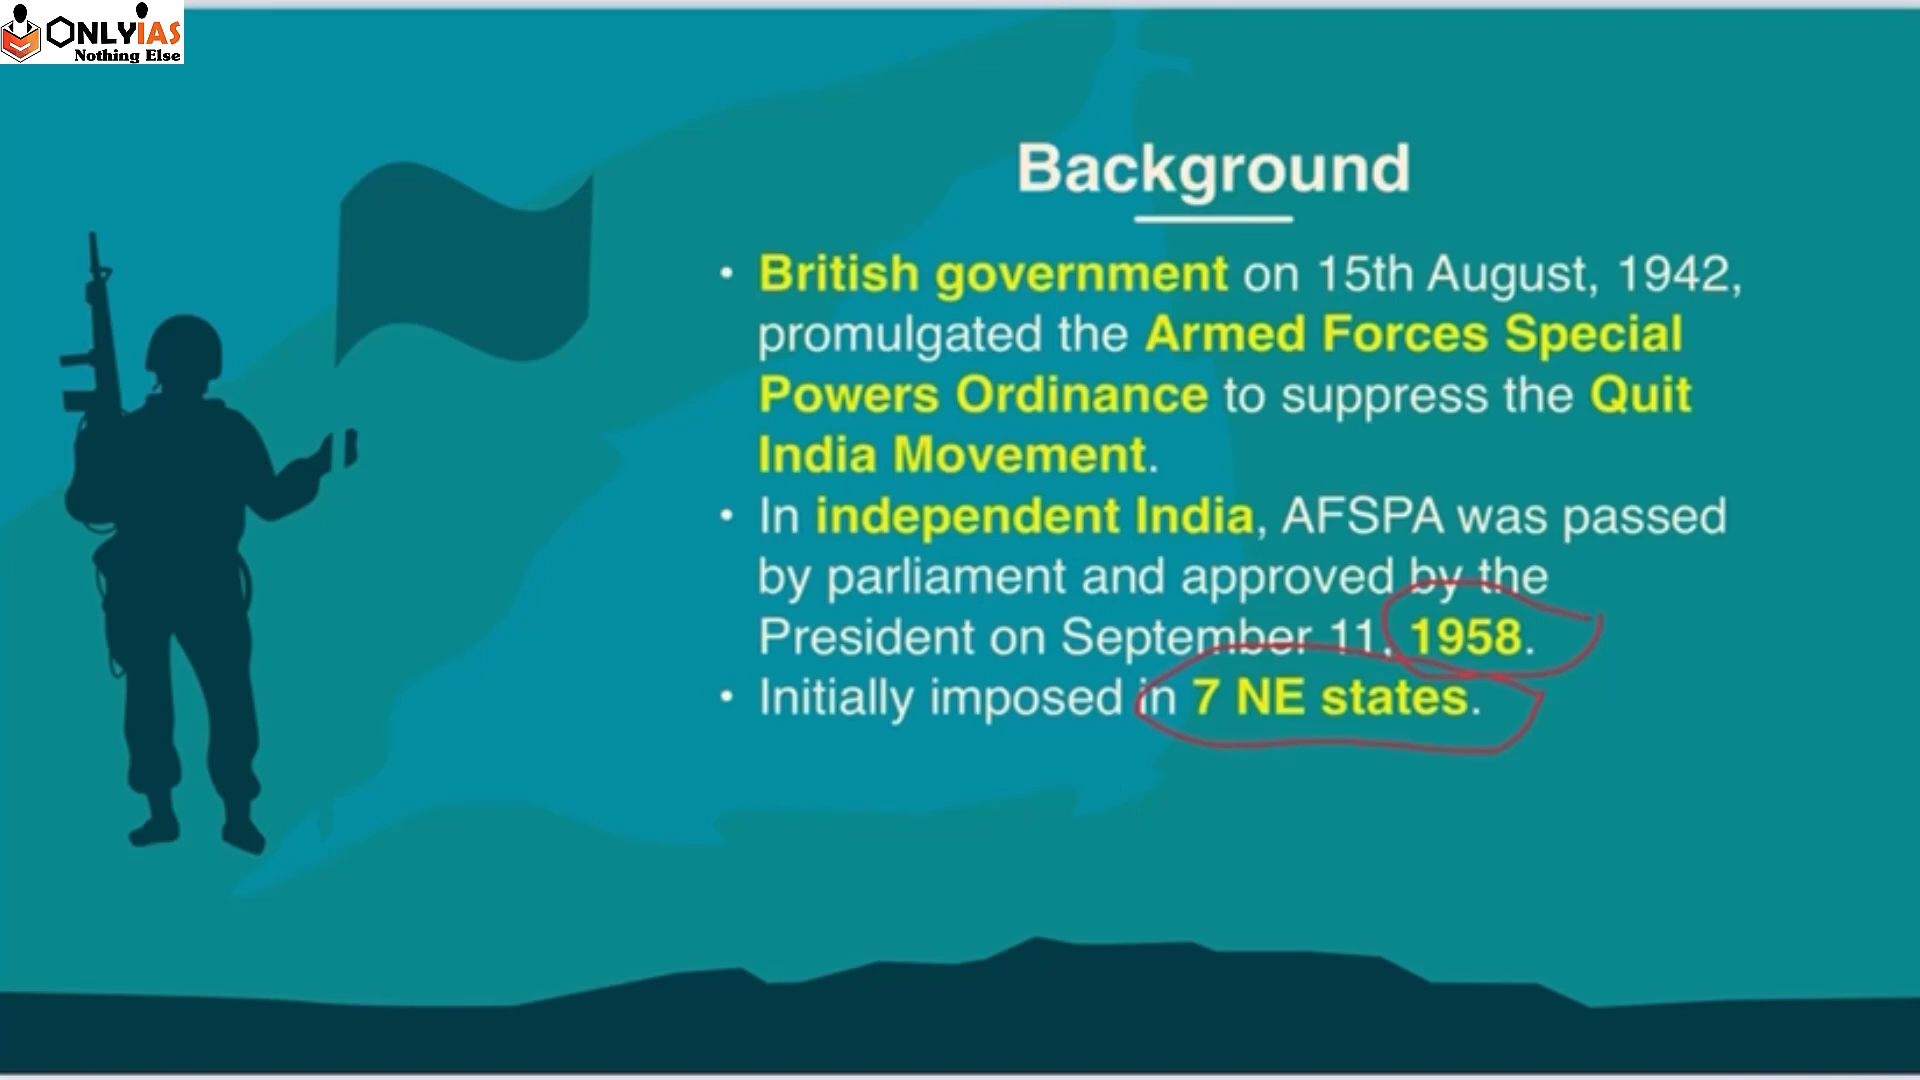 ONLYIAS
Nothing Else
Background
• British government on 15th August, 1942,
promulgated the Armed Forces Special
Powers Ordinance to suppress the Quit
India Movement.
• In independent India, AFSPA was passed
by parliament and approved by the
President on September 11, 1958.
• Initially imposed in 7 NE states.